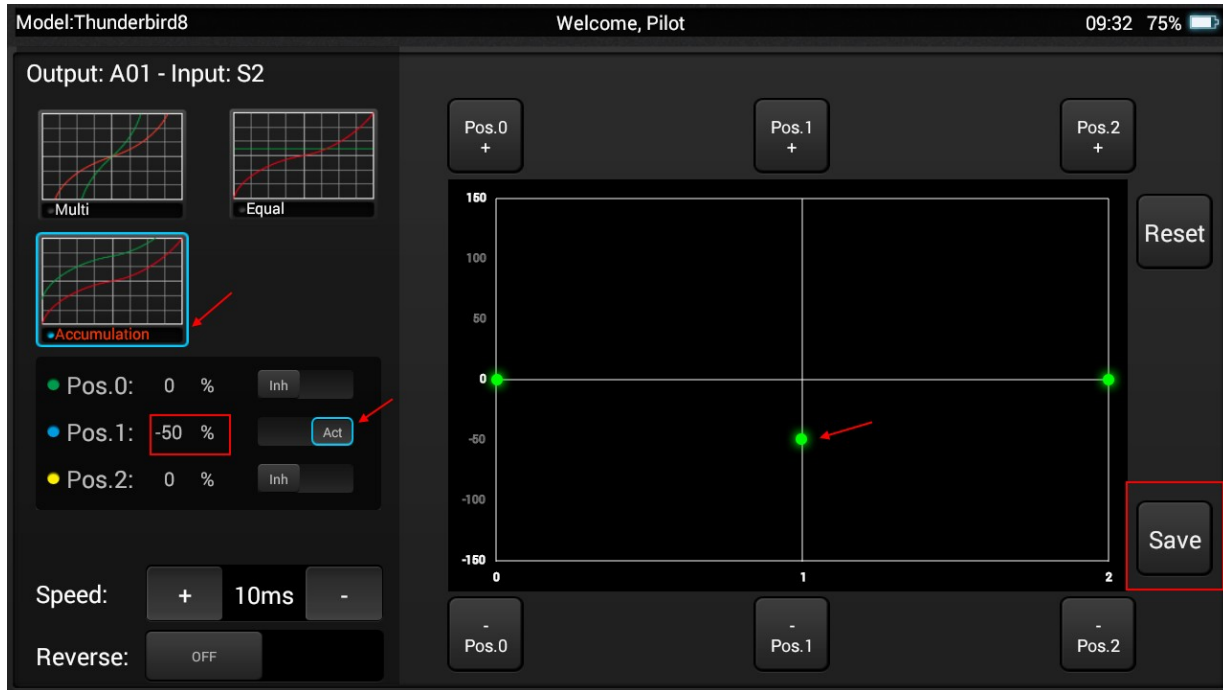 Model:Thunderbird8
Welcome, Pilot
09:32 75%
Output: A01 - Input: S2
Multi
Equal
Accumulation
Pos.0: 0 % Inh
Pos.1: -50 % Act
Pos.2: 0 % Inh
Speed: + 10ms -
Reverse: OFF
Pos.0
+
Pos.1
+
Pos.2
+
150
100
50
0
-50
-100
-150
0 1 2
Reset
Save
-
Pos.0
-
Pos.1
-
Pos.2